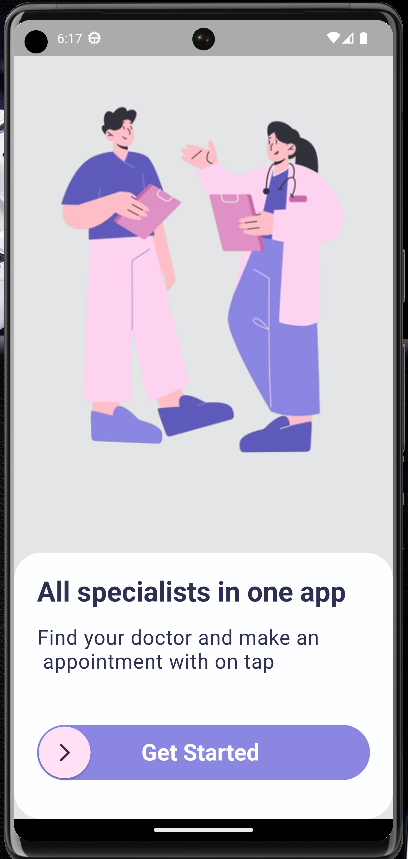 6:17
All specialists in one app
Find your doctor and make an
appointment with on tap
Get Started